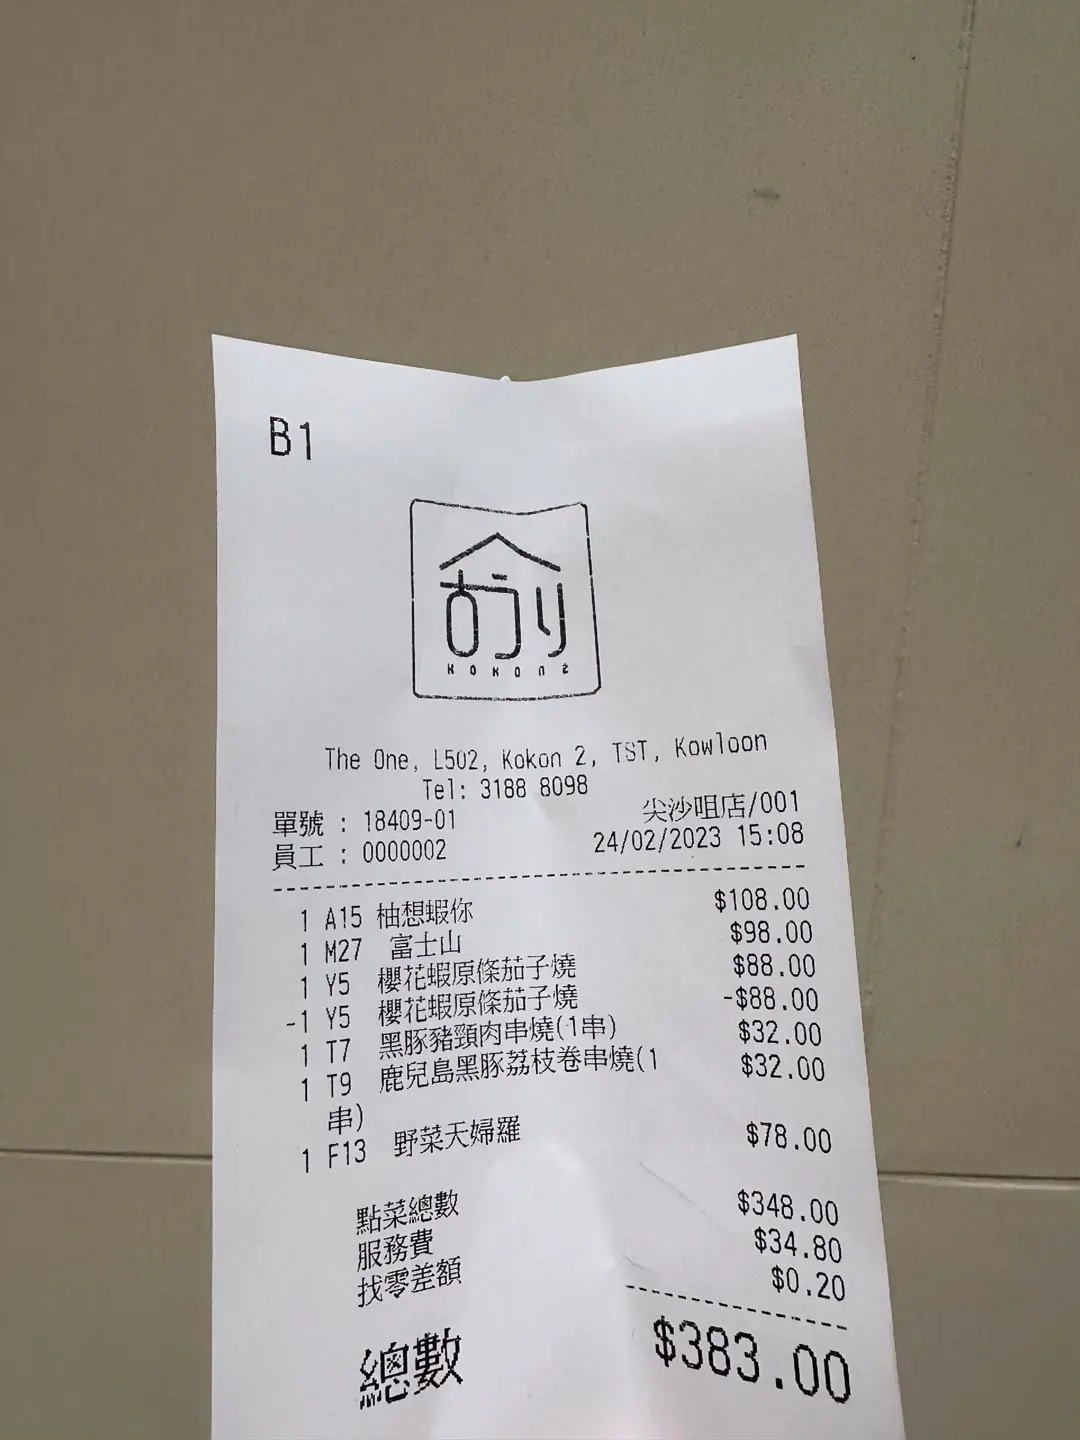 B1
古今り
KOKON2
The One, L502, Kokon 2, TST, Kowloon
Tel: 3188 8098
單號 : 18409-01 尖沙咀店/001
員工 : 0000002 24/02/2023 15:08
1 A15 柚想蝦你 $108.00
1 M27 富士山 $98.00
1 Y5 櫻花蝦原條茄子燒 $88.00
-1 Y5 櫻花蝦原條茄子燒 -$88.00
1 T7 黑豚豬頸肉串燒(1串) $32.00
1 T9 鹿兒島黑豚荔枝卷串燒(1 $32.00
串)
1 F13 野菜天婦羅 $78.00
點菜總數 $348.00
服務費 $34.80
找零差額 $0.20
總數 $383.00